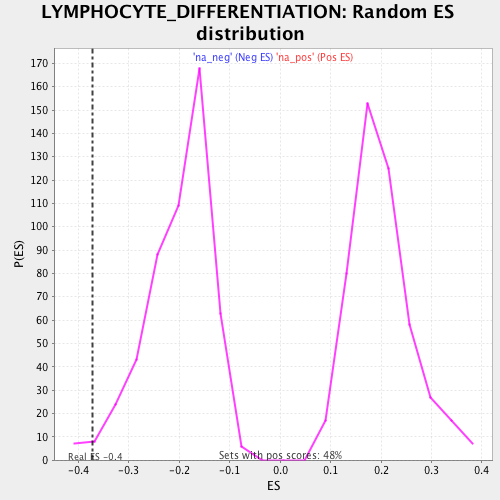 LYMPHOCYTE_DIFFERENTIATION: Random ES
distribution
'na_neg' (Neg ES) 'na_pos' (Pos ES)
170
160
150
140
130
120
110
100
90
80
70
60
50
40
30
20
10
0
P(ES)
Real ES -0.4
Sets with pos scores: 48%
-0.4 -0.3 -0.2 -0.1 0.0 0.1 0.2 0.3 0.4
ES